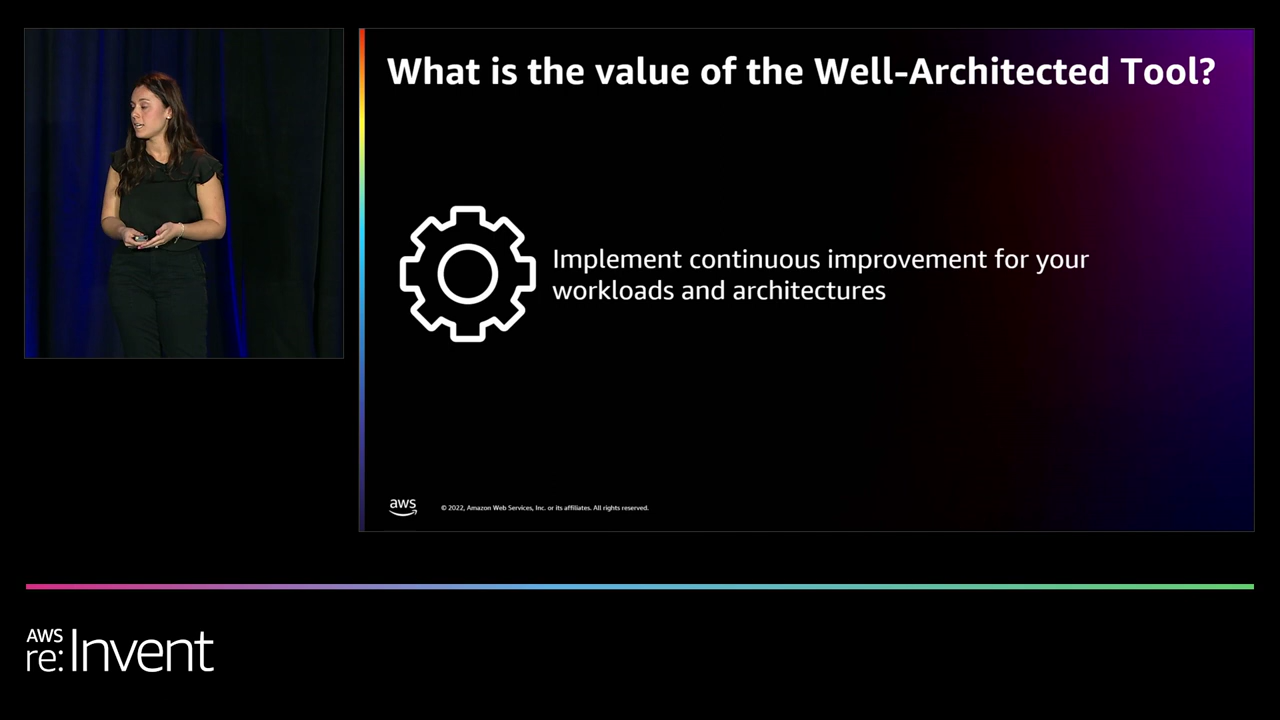 What is the value of the Well-Architected Tool?
Implement continuous improvement for your
workloads and architectures
aws
© 2022, Amazon Web Services, Inc. or its affiliates. All rights reserved.
AWS
re:Invent